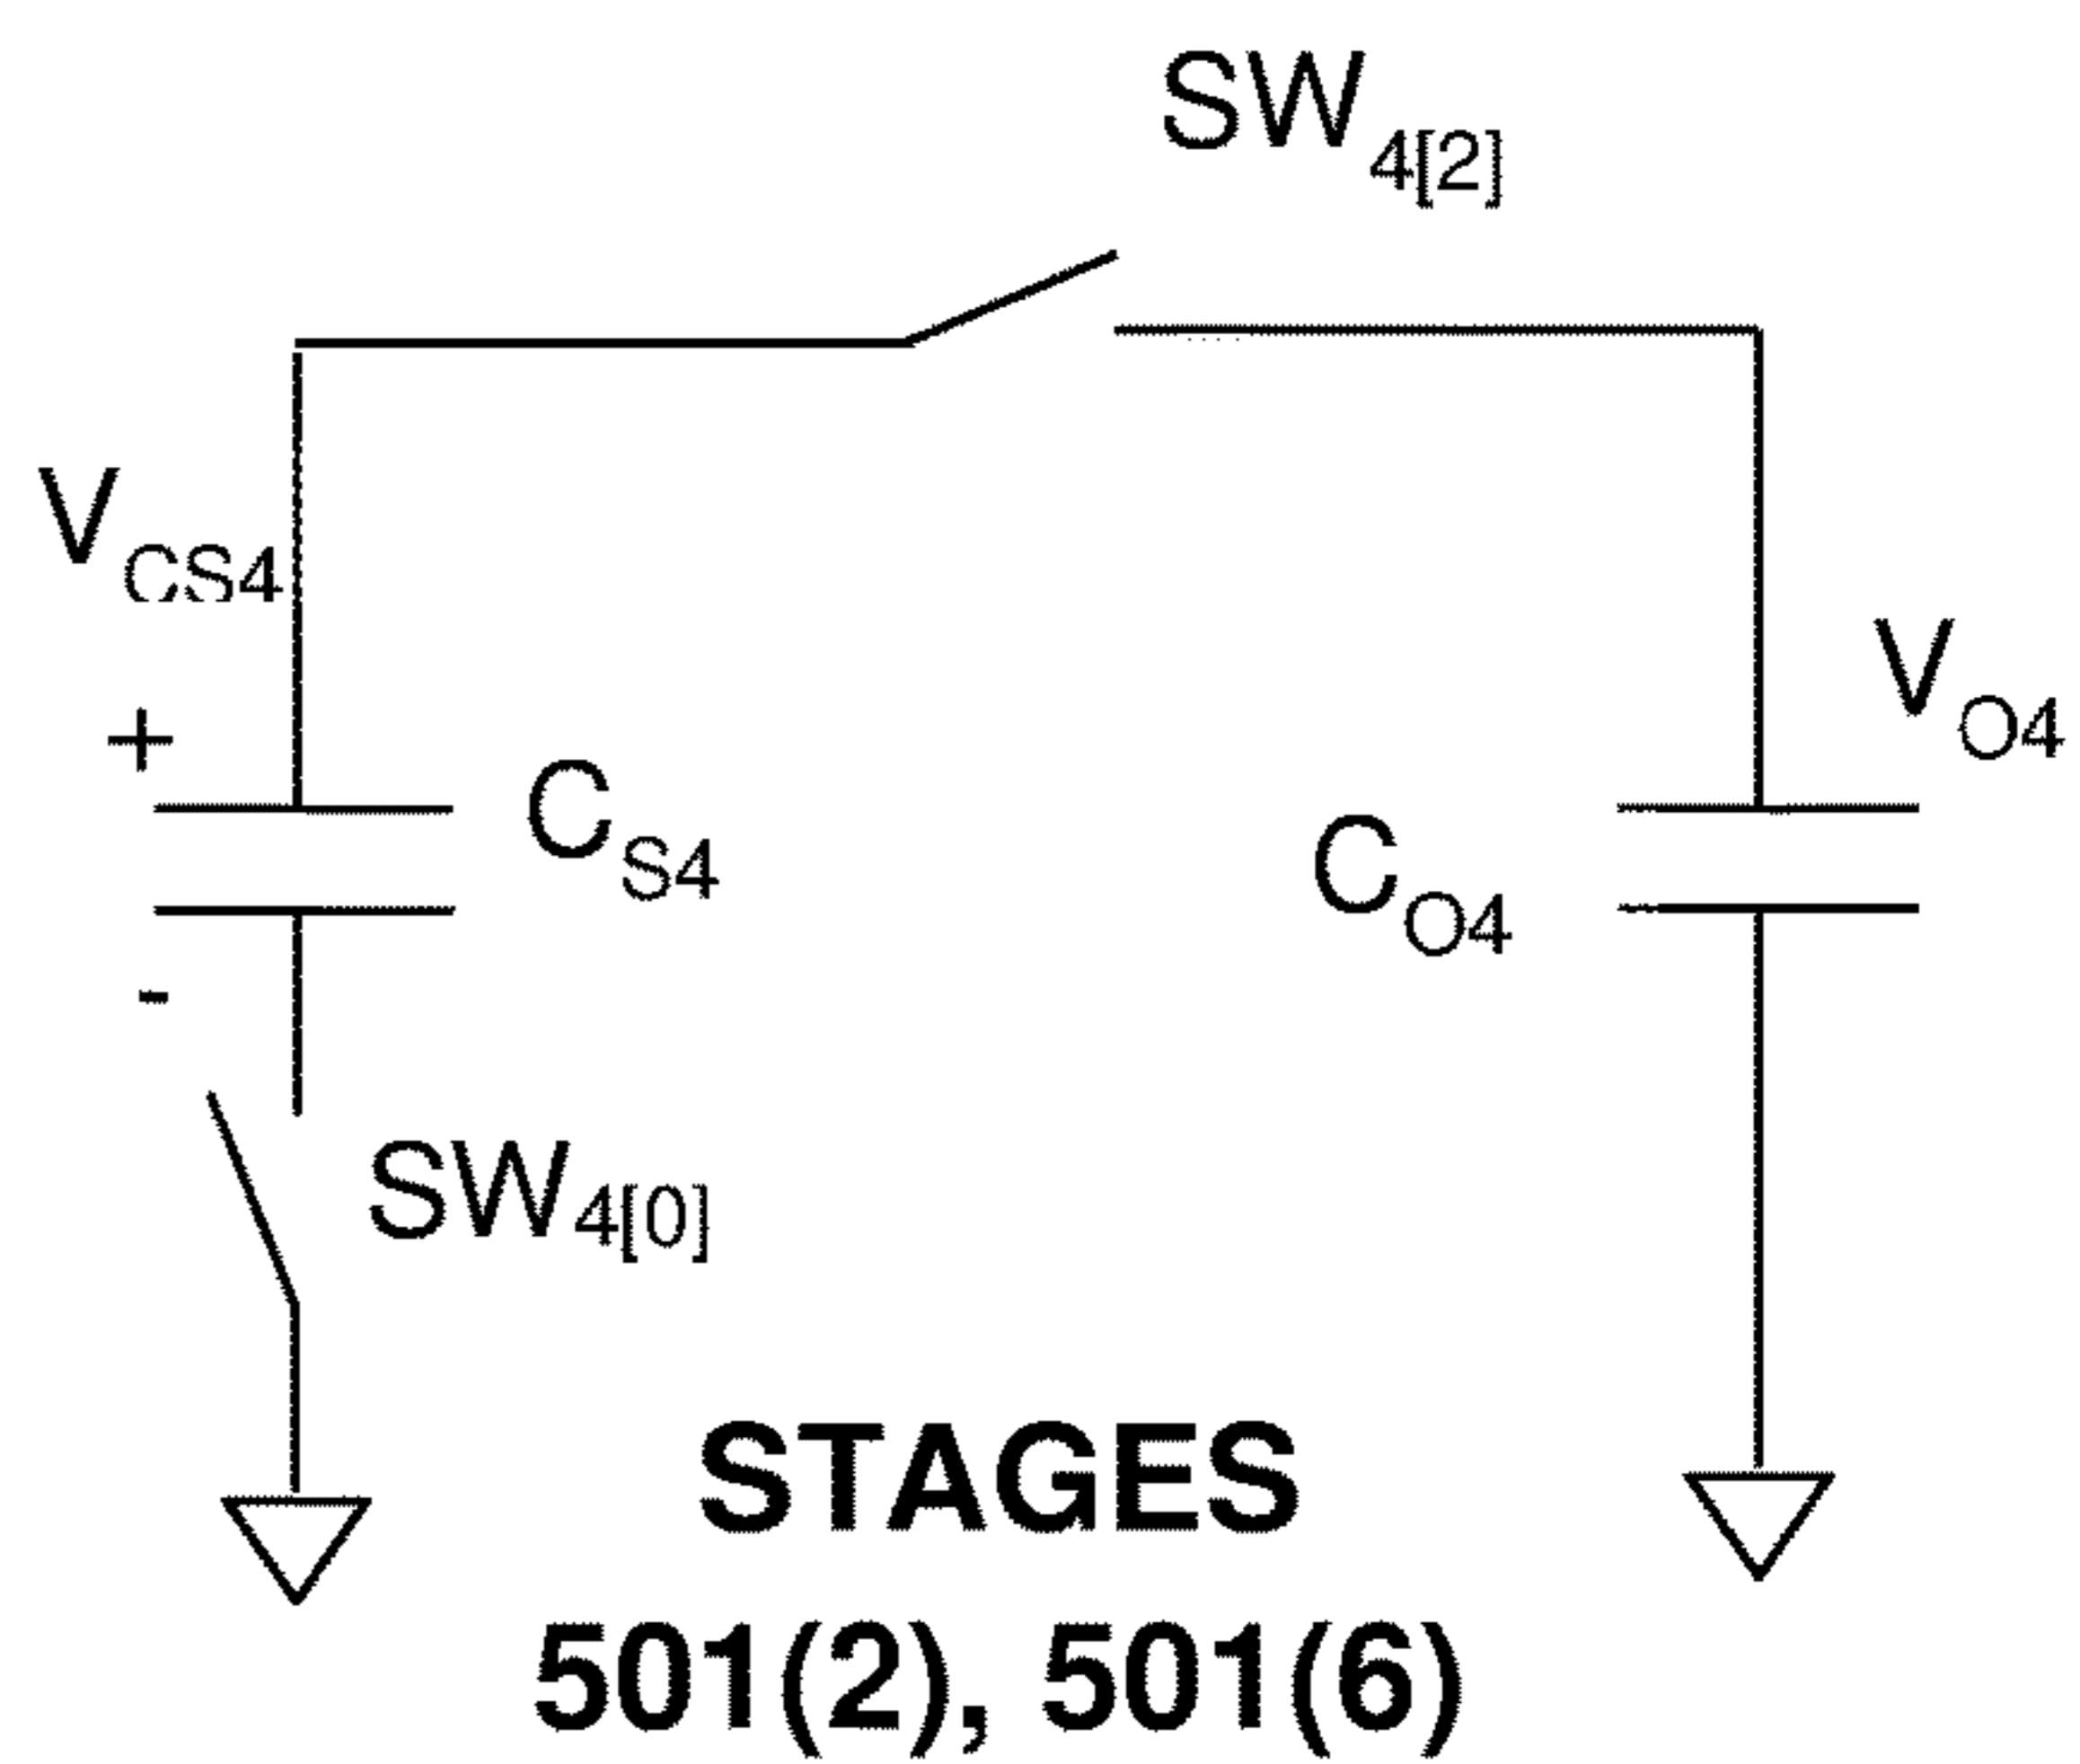 SW4[2]
VCS4
VO4
+
CS4
CO4
-
SW4[0]
STAGES
501(2), 501(6)